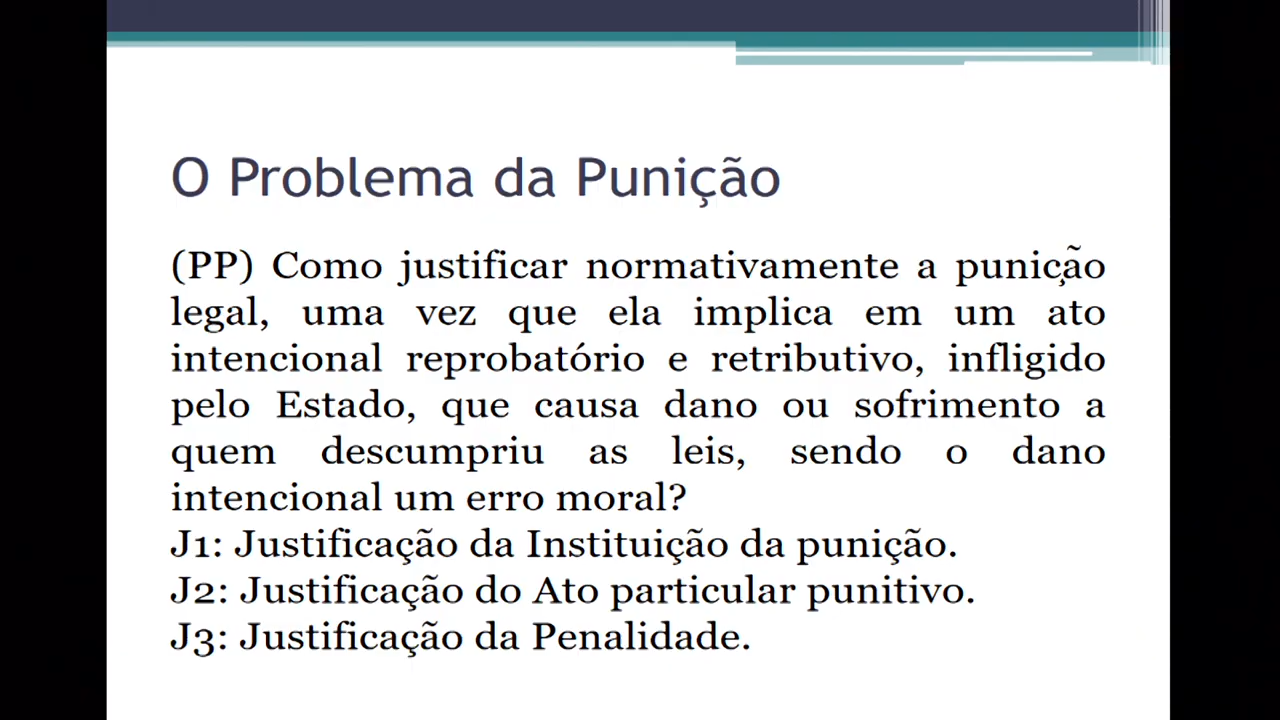 O Problema da Punição
(PP) Como justificar normativamente a punição
legal, uma vez que ela implica em um ato
intencional reprobatório e retributivo, infligido
pelo Estado, que causa dano ou sofrimento a
quem descumpriu as leis, sendo o dano
intencional um erro moral?
J1: Justificação da Instituição da punição.
J2: Justificação do Ato particular punitivo.
J3: Justificação da Penalidade.